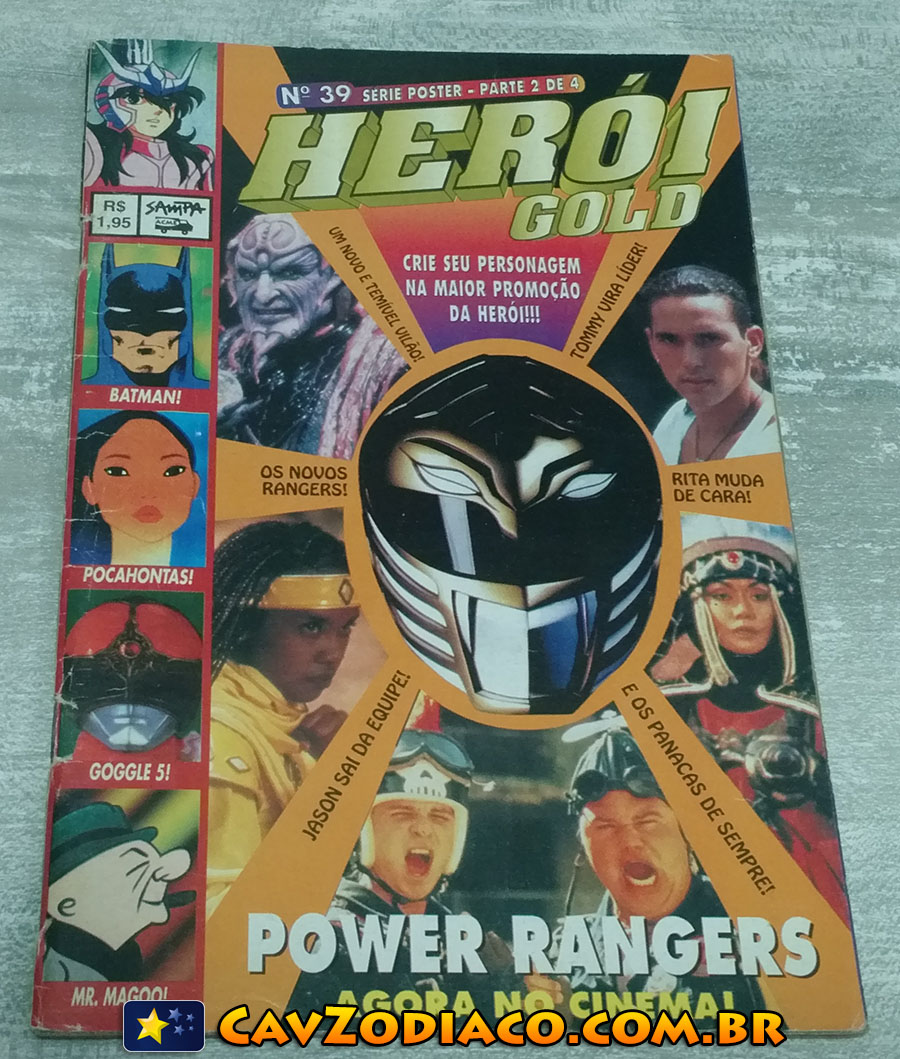 Nº 39 SERIE POSTER - PARTE 2 DE 4
HERÓI
GOLD
R$
1,95
SAMPA
ACME
CRIE SEU PERSONAGEM
NA MAIOR PROMOÇÃO
DA HERÓI!!!
UM NOVO E TEMÍVEL VILÃO!
TOMMY VIRA LÍDER!
BATMAN!
OS NOVOS
RANGERS!
RITA MUDA
DE CARA!
POCAHONTAS!
GOGGLE 5!
JASON SAI DA EQUIPE!
E OS PANACAS DE SEMPRE!
MR. MAGOO!
POWER RANGERS
AGORA NO CINEMA!
CAVZODIACO.COM.BR